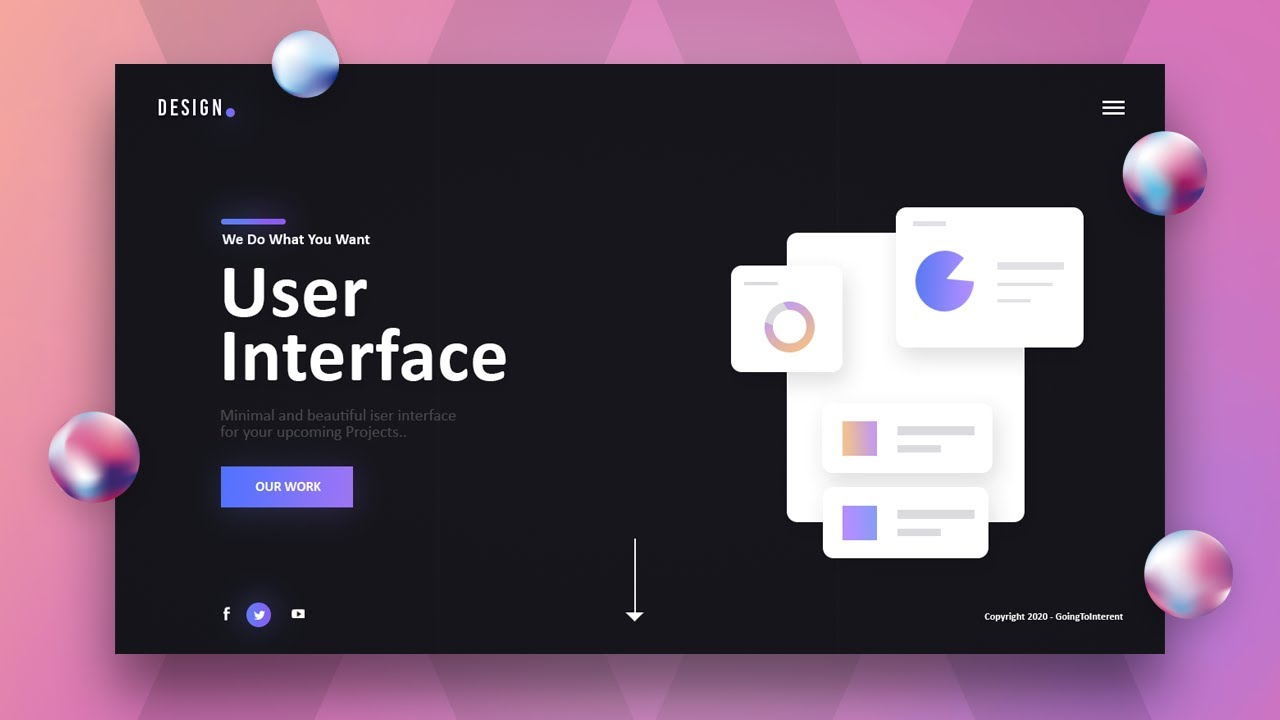 DESIGN
We Do What You Want
User
Interface
Minimal and beautiful iser interface
for your upcoming Projects..
OUR WORK
Copyright 2020 - GoingToInterent